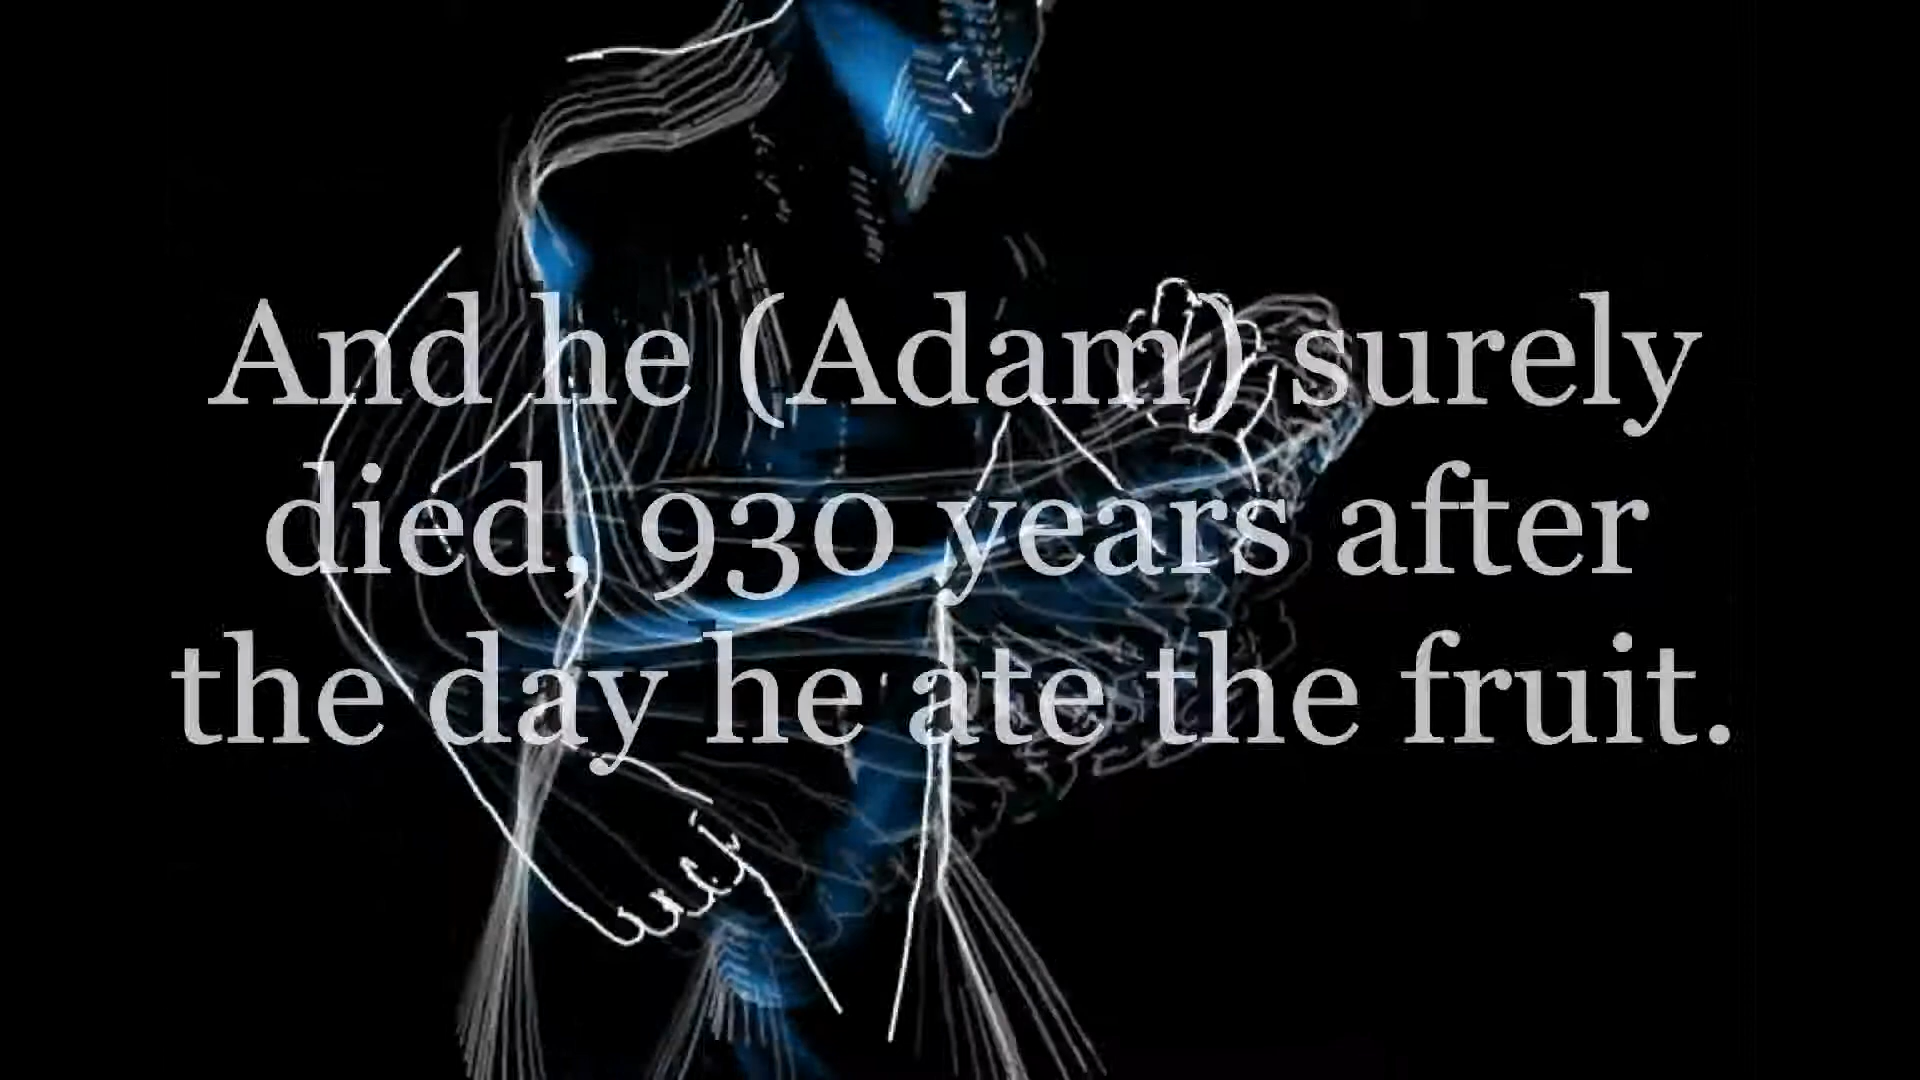 And he (Adam) surely
died, 930 years after
the day he ate the fruit.